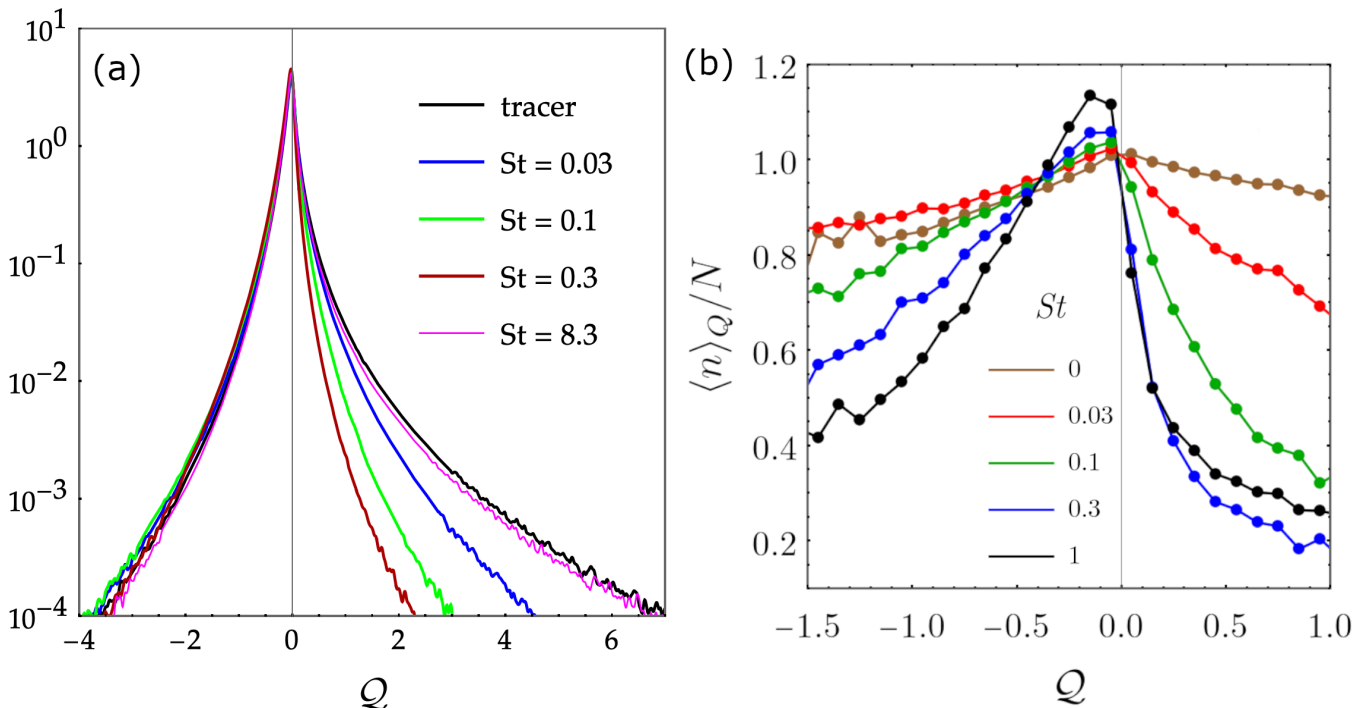 (a)
10^1
10^0
10^-1
10^-2
10^-3
10^-4
−4
−2
0
2
4
6
𝒬
tracer
St = 0.03
St = 0.1
St = 0.3
St = 8.3
(b)
⟨n⟩_𝒬/N
1.2
1.0
0.8
0.6
0.4
0.2
−1.5
−1.0
−0.5
0.0
0.5
1.0
𝒬
St
0
0.03
0.1
0.3
1